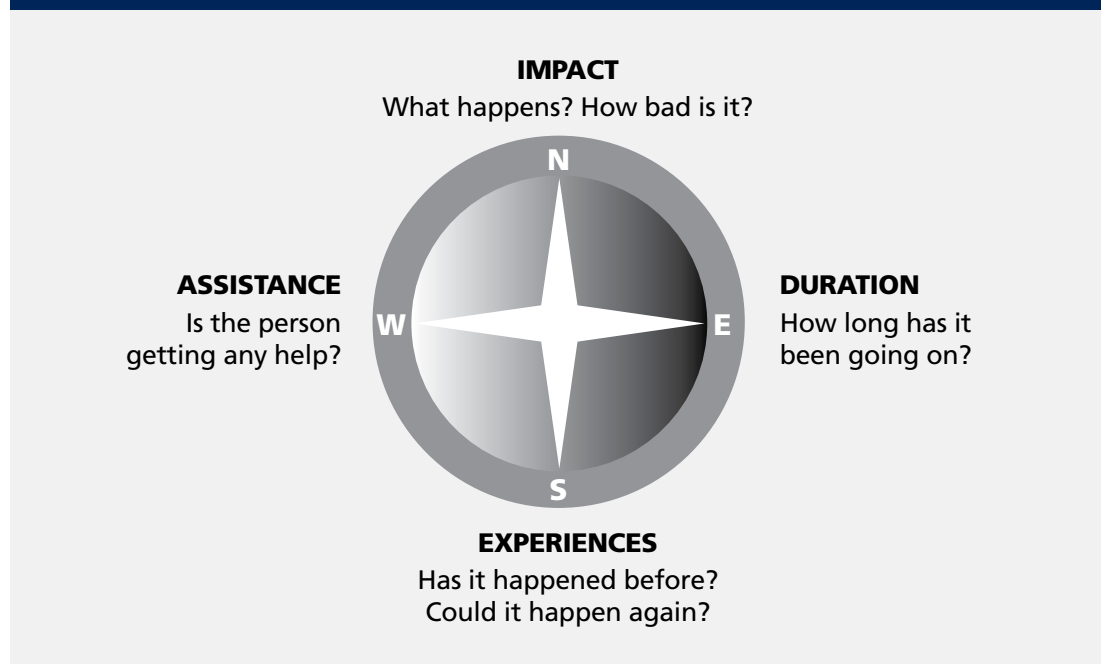 IMPACT
What happens? How bad is it?
N
ASSISTANCE
Is the person
getting any help?
W
E
DURATION
How long has it
been going on?
S
EXPERIENCES
Has it happened before?
Could it happen again?